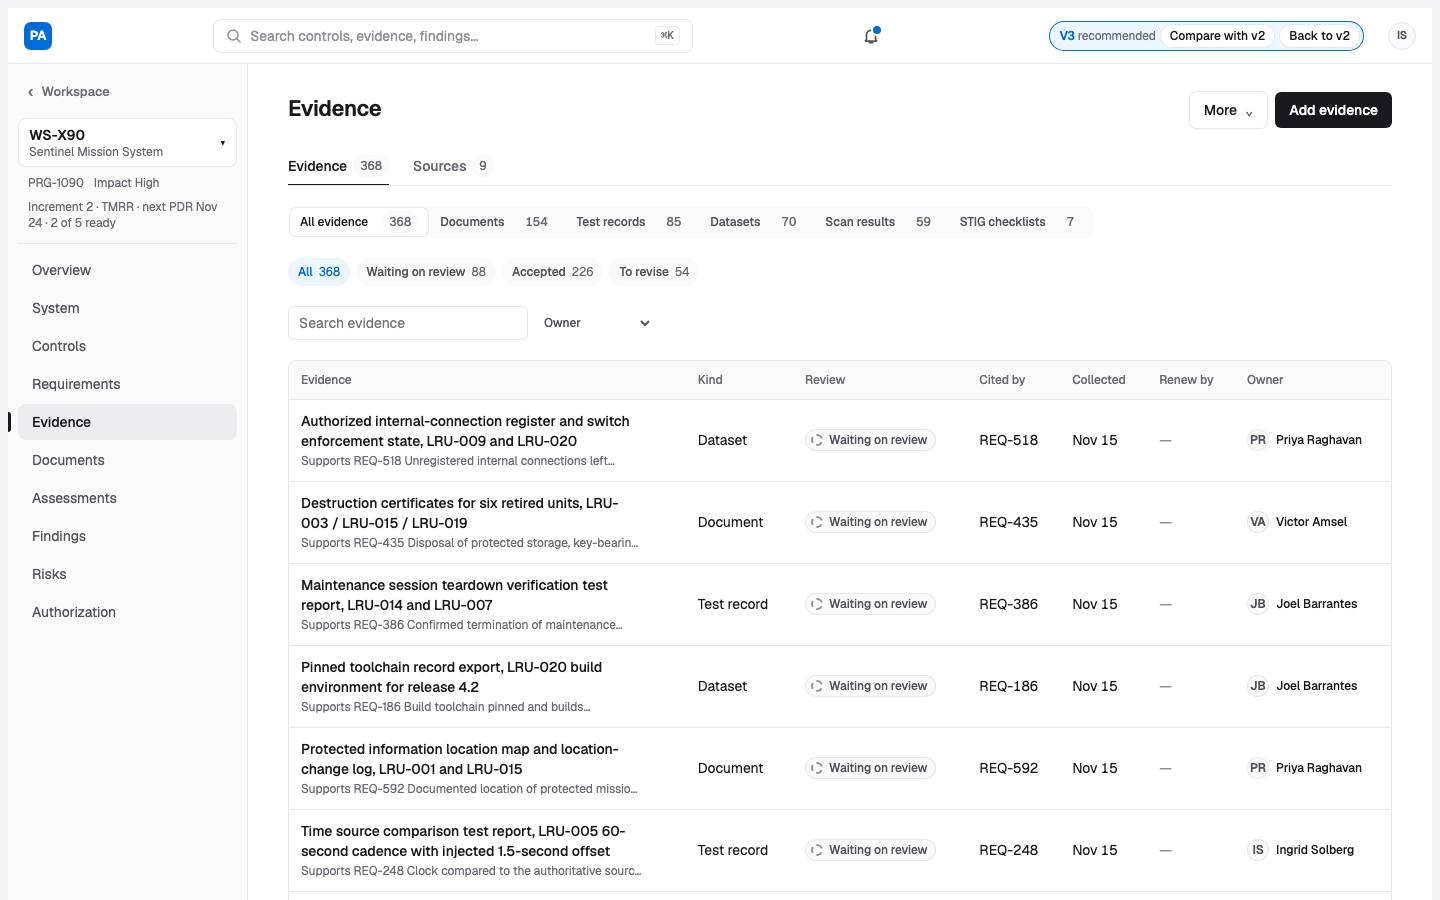 PA
Search controls, evidence, findings...
⌘K
V3 recommended
Compare with v2
Back to v2
IS
‹ Workspace
WS-X90
Sentinel Mission System
PRG-1090 Impact High
Increment 2 · TMRR · next PDR Nov
24 · 2 of 5 ready
Overview
System
Controls
Requirements
Evidence
Documents
Assessments
Findings
Risks
Authorization
Evidence
More
Add evidence
Evidence 368
Sources 9
All evidence 368
Documents 154
Test records 85
Datasets 70
Scan results 59
STIG checklists 7
All 368
Waiting on review 88
Accepted 226
To revise 54
Search evidence
Owner
Evidence Kind Review Cited by Collected Renew by Owner
Authorized internal-connection register and switch
enforcement state, LRU-009 and LRU-020
Supports REQ-518 Unregistered internal connections left...
Dataset Waiting on review REQ-518 Nov 15 — PR Priya Raghavan
Destruction certificates for six retired units, LRU-
003 / LRU-015 / LRU-019
Supports REQ-435 Disposal of protected storage, key-bearin...
Document Waiting on review REQ-435 Nov 15 — VA Victor Amsel
Maintenance session teardown verification test
report, LRU-014 and LRU-007
Supports REQ-386 Confirmed termination of maintenance...
Test record Waiting on review REQ-386 Nov 15 — JB Joel Barrantes
Pinned toolchain record export, LRU-020 build
environment for release 4.2
Supports REQ-186 Build toolchain pinned and builds...
Dataset Waiting on review REQ-186 Nov 15 — JB Joel Barrantes
Protected information location map and location-
change log, LRU-001 and LRU-015
Supports REQ-592 Documented location of protected missio...
Document Waiting on review REQ-592 Nov 15 — PR Priya Raghavan
Time source comparison test report, LRU-005 60-
second cadence with injected 1.5-second offset
Supports REQ-248 Clock compared to the authoritative sourc...
Test record Waiting on review REQ-248 Nov 15 — IS Ingrid Solberg